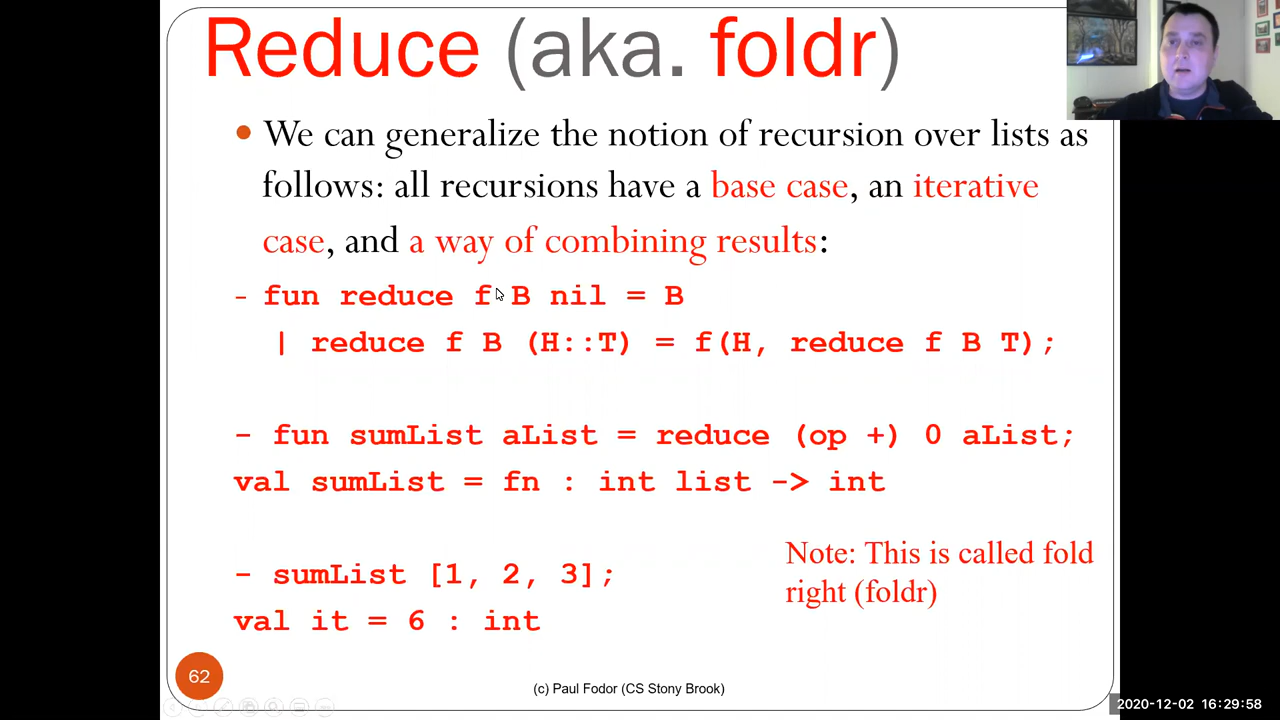 Reduce (aka. foldr)
We can generalize the notion of recursion over lists as
follows: all recursions have a base case, an iterative
case, and a way of combining results:
- fun reduce f B nil = B
| reduce f B (H::T) = f(H, reduce f B T);
- fun sumList aList = reduce (op +) 0 aList;
val sumList = fn : int list -> int
- sumList [1, 2, 3];
val it = 6 : int
Note: This is called fold
right (foldr)
62
(c) Paul Fodor (CS Stony Brook)
2020-12-02 16:29:58